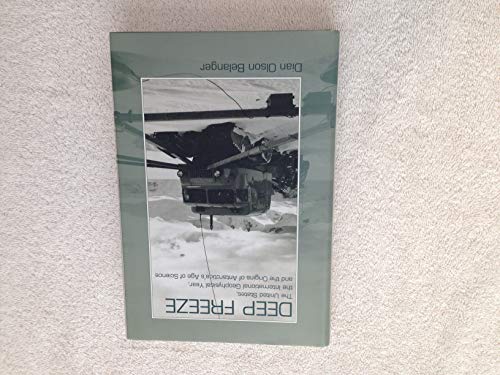 DEEP FREEZE
The United States,
the International Geophysical Year,
and the Origins of Antarctica's Age of Science
Dian Olson Belanger